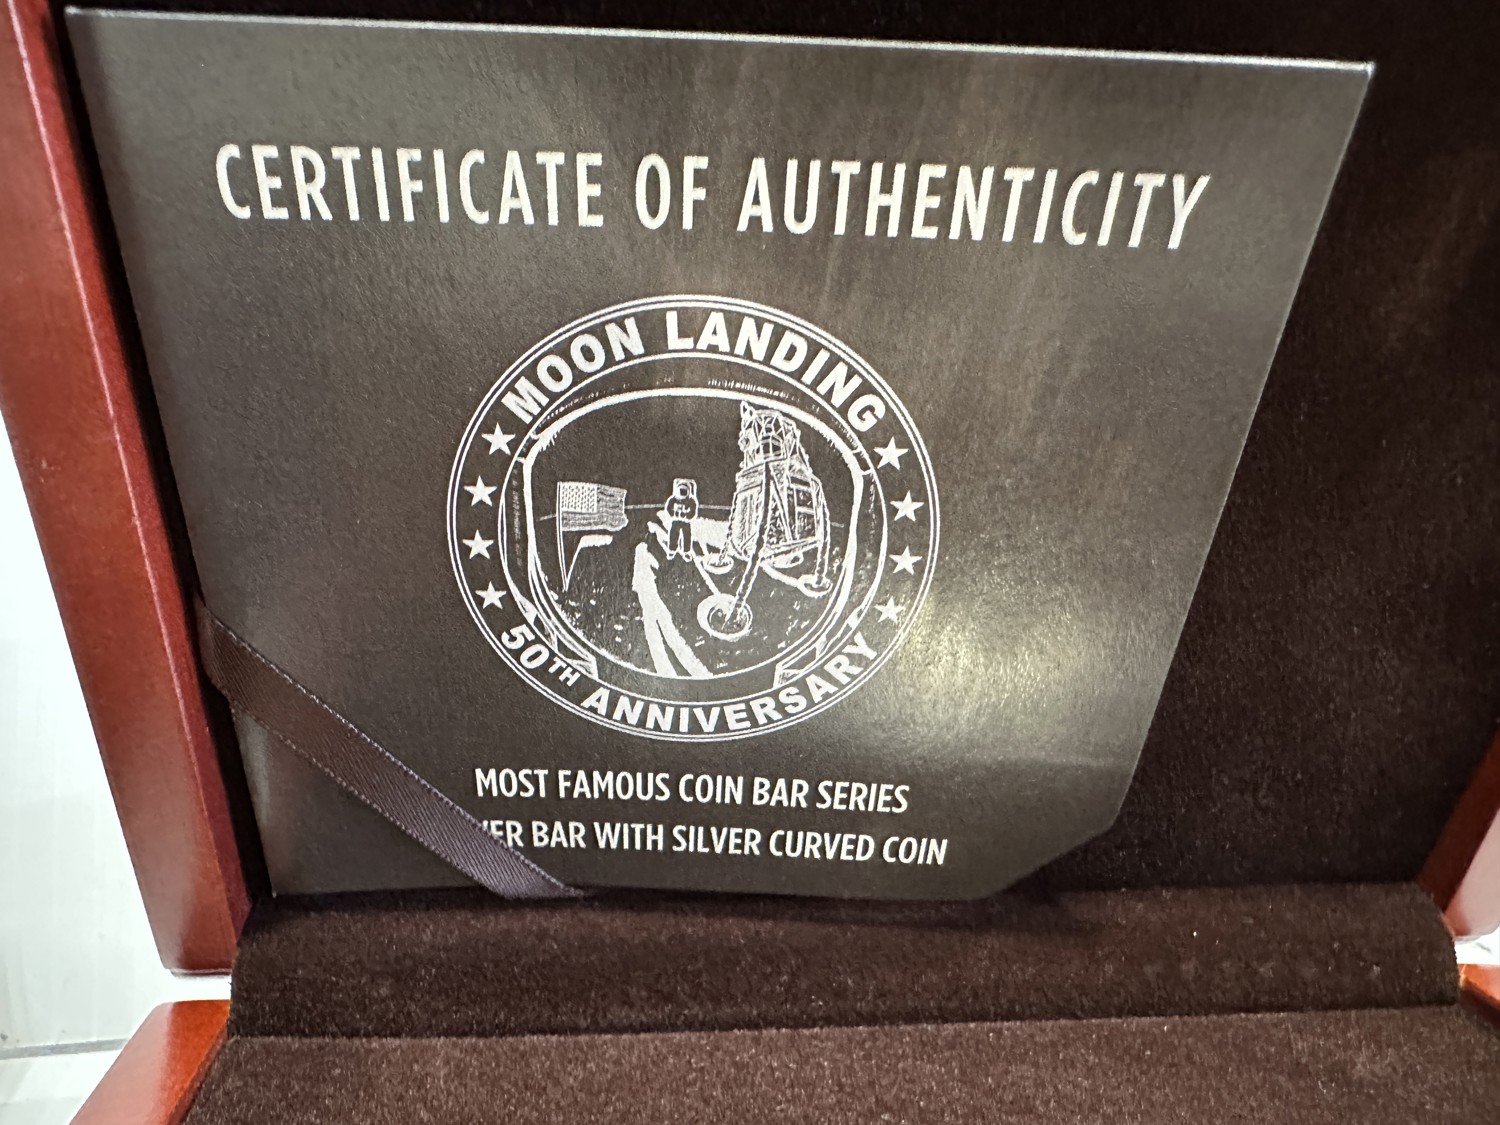 CERTIFICATE OF AUTHENTICITY
MOON LANDING
50TH ANNIVERSARY
MOST FAMOUS COIN BAR SERIES
BAR WITH SILVER CURVED COIN